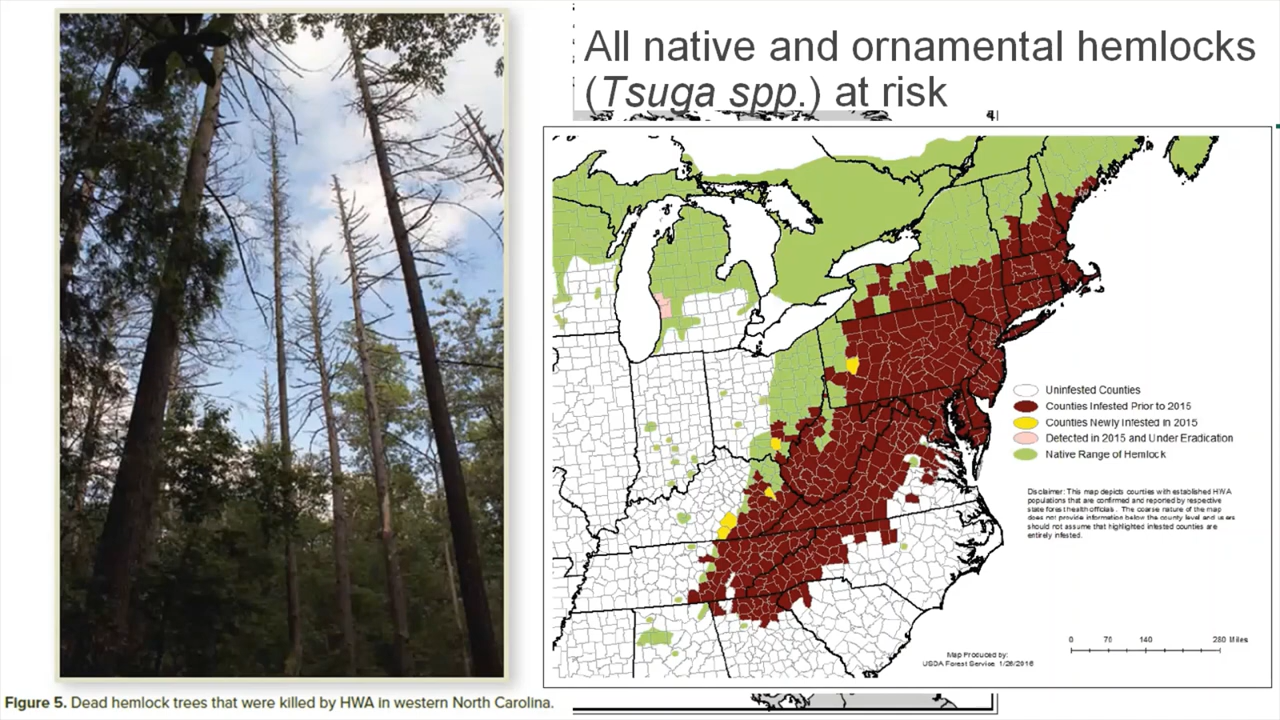 All native and ornamental hemlocks
(Tsuga spp.) at risk
Uninfested Counties
Counties Infested Prior to 2015
Counties Newly Infested in 2015
Detected in 2015 and Under Eradication
Native Range of Hemlock
Disclaimer: This map depicts counties with established HWA
populations that are confirmed and reported by respective
state forest health officials. The coarse nature of the map
does not provide information below the county level and users
should not assume that highlighted infested counties are
entirely infested.
0 70 140 280 Miles
Map Produced by:
USDA Forest Service 1/26/2016
Figure 5. Dead hemlock trees that were killed by HWA in western North Carolina.